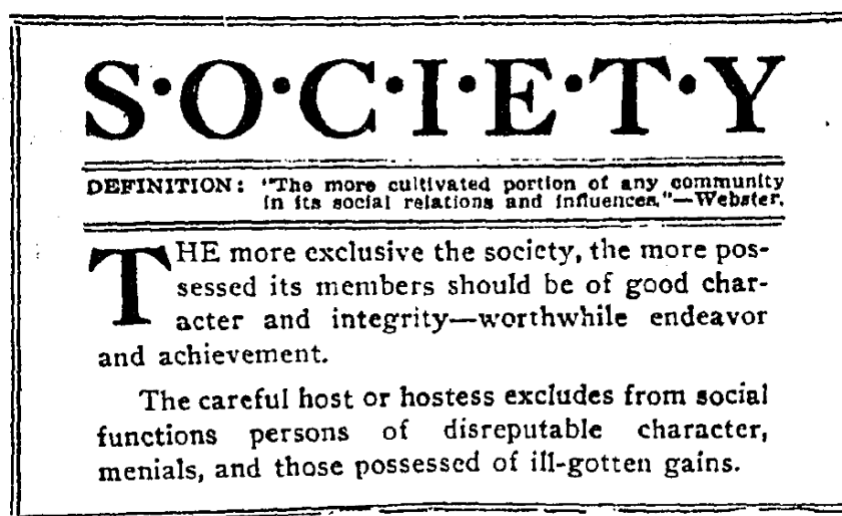 S·O·C·I·E·T·Y
DEFINITION: "The more cultivated portion of any community
in its social relations and influences."—Webster.
THE more exclusive the society, the more pos-
sessed its members should be of good char-
acter and integrity—worthwhile endeavor
and achievement.
The careful host or hostess excludes from social
functions persons of disreputable character,
menials, and those possessed of ill-gotten gains.